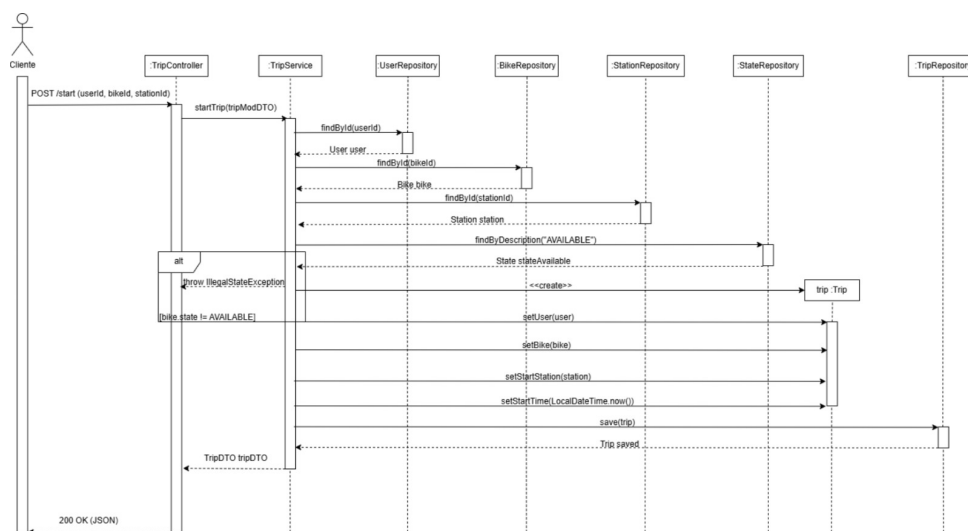 Cliente
:TripController
:TripService
:UserRepository
:BikeRepository
:StationRepository
:StateRepository
:TripRepository
POST /start (userId, bikeId, stationId)
startTrip(tripModDTO)
findById(userId)
User user
findById(bikeId)
Bike bike
findById(stationId)
Station station
findByDescription("AVAILABLE")
alt
State stateAvailable
throw IllegalStateException
<<create>>
trip :Trip
[bike.state != AVAILABLE]
setUser(user)
setBike(bike)
setStartStation(station)
setStartTime(LocalDateTime.now())
save(trip)
Trip saved
TripDTO tripDTO
200 OK (JSON)